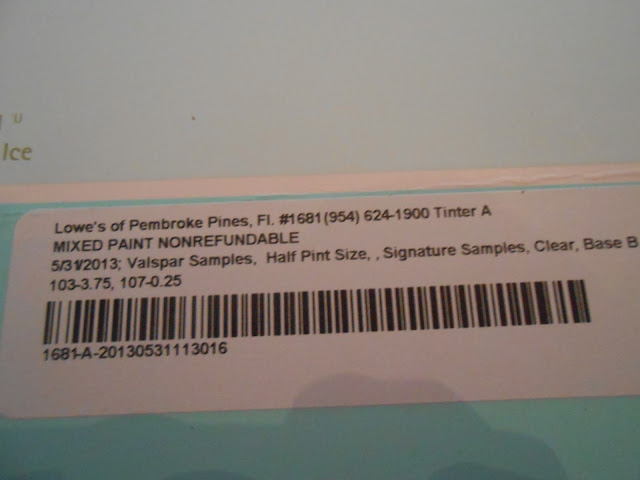 Ice
Lowe's of Pembroke Pines, Fl. #1681 (954) 624-1900 Tinter A
MIXED PAINT NONREFUNDABLE
5/31/2013; Valspar Samples, Half Pint Size, , Signature Samples, Clear, Base B
103-3.75, 107-0.25
1681-A-20130531113016